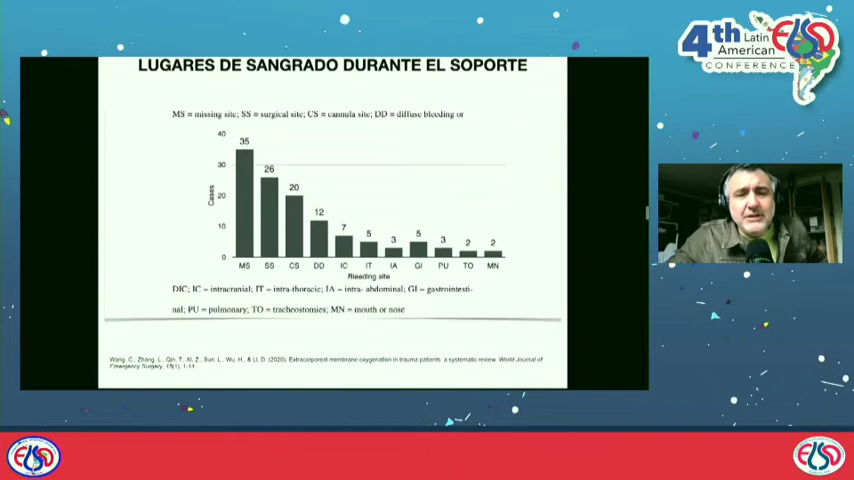 4th Latin American ELSO
CONFERENCE
LUGARES DE SANGRADO DURANTE EL SOPORTE
MS = missing site; SS = surgical site; CS = cannula site; DD = diffuse bleeding or
40
30
20
10
0
Cases
35
26
20
12
7
5
3
5
3
2
2
MS SS CS DD IC IT IA GI PU TO MN
Bleeding site
DIC; IC = intracranial; IT = intra-thoracic; IA = intra- abdominal; GI = gastrointesti-
nal; PU = pulmonary; TO = tracheostomies; MN = mouth or nose
Wang, C., Zhang, L., Qin, T., Xi, Z., Sun, L., Wu, H., & Li, D. (2020). Extracorporeal membrane oxygenation in trauma patients: a systematic review. World Journal of
Emergency Surgery, 15(1), 1-14.
ELSO
ELSO